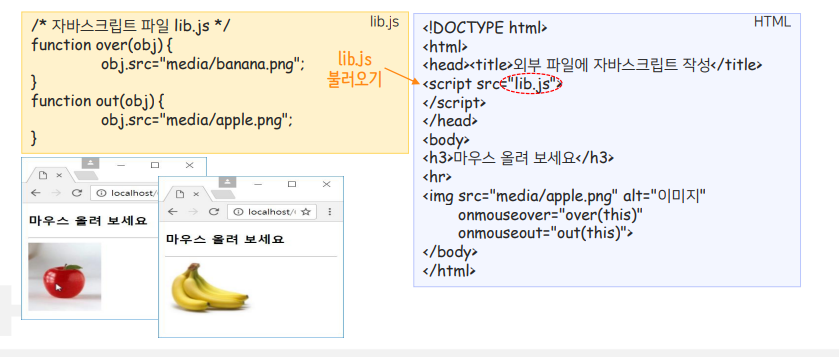 /* 자바스크립트 파일 lib.js */
lib.js
function over(obj) {
obj.src="media/banana.png";
}
function out(obj) {
obj.src="media/apple.png";
}
lib.js
불러오기
HTML
<!DOCTYPE html>
<html>
<head><title>외부 파일에 자바스크립트 작성</title>
<script src="lib.js">
</script>
</head>
<body>
<h3>마우스 올려 보세요</h3>
<hr>
<img src="media/apple.png" alt="이미지"
onmouseover="over(this)"
onmouseout="out(this)">
</body>
</html>
localhost/
마우스 올려 보세요
localhost/
마우스 올려 보세요